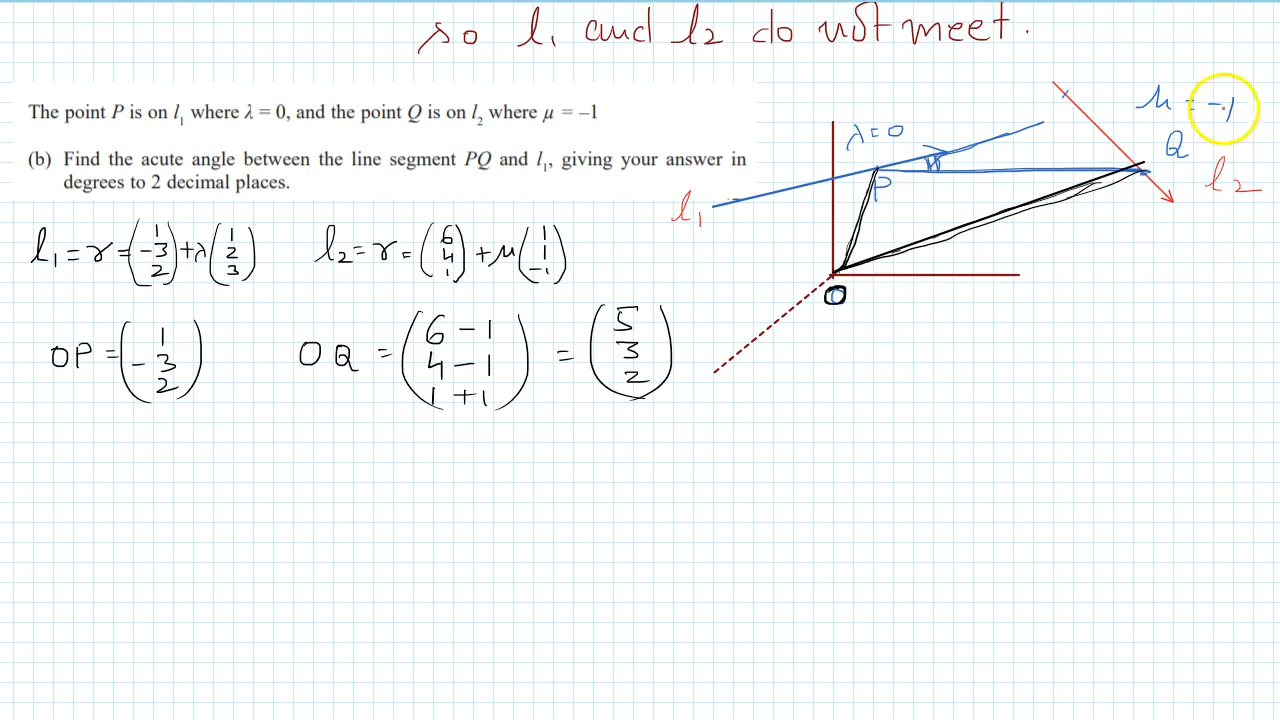 so l₁ and l₂ do not meet.
The point P is on l₁ where λ = 0, and the point Q is on l₂ where μ = –1
(b) Find the acute angle between the line segment PQ and l₁, giving your answer in
degrees to 2 decimal places.
l₁ = r = (1 -3 2) + λ (1 2 3) l₂ = r = (6 4 1) + μ (1 1 -1)
OP = (1 -3 2) OQ = (6-1 4-1 1+1) = (5 3 2)
μ = -1
λ=0
Q
P
l₂
l₁
O